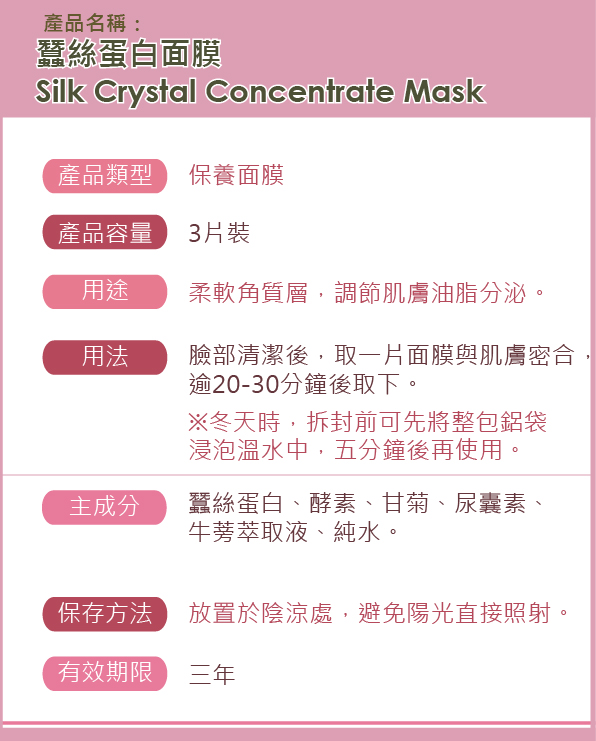 產品名稱：
蠶絲蛋白面膜
Silk Crystal Concentrate Mask
產品類型 保養面膜
產品容量 3片裝
用途 柔軟角質層，調節肌膚油脂分泌。
用法 臉部清潔後，取一片面膜與肌膚密合，
逾20-30分鐘後取下。
※冬天時，拆封前可先將整包鋁袋
浸泡溫水中，五分鐘後再使用。
主成分 蠶絲蛋白、酵素、甘菊、尿囊素、
牛蒡萃取液、純水。
保存方法 放置於陰涼處，避免陽光直接照射。
有效期限 三年